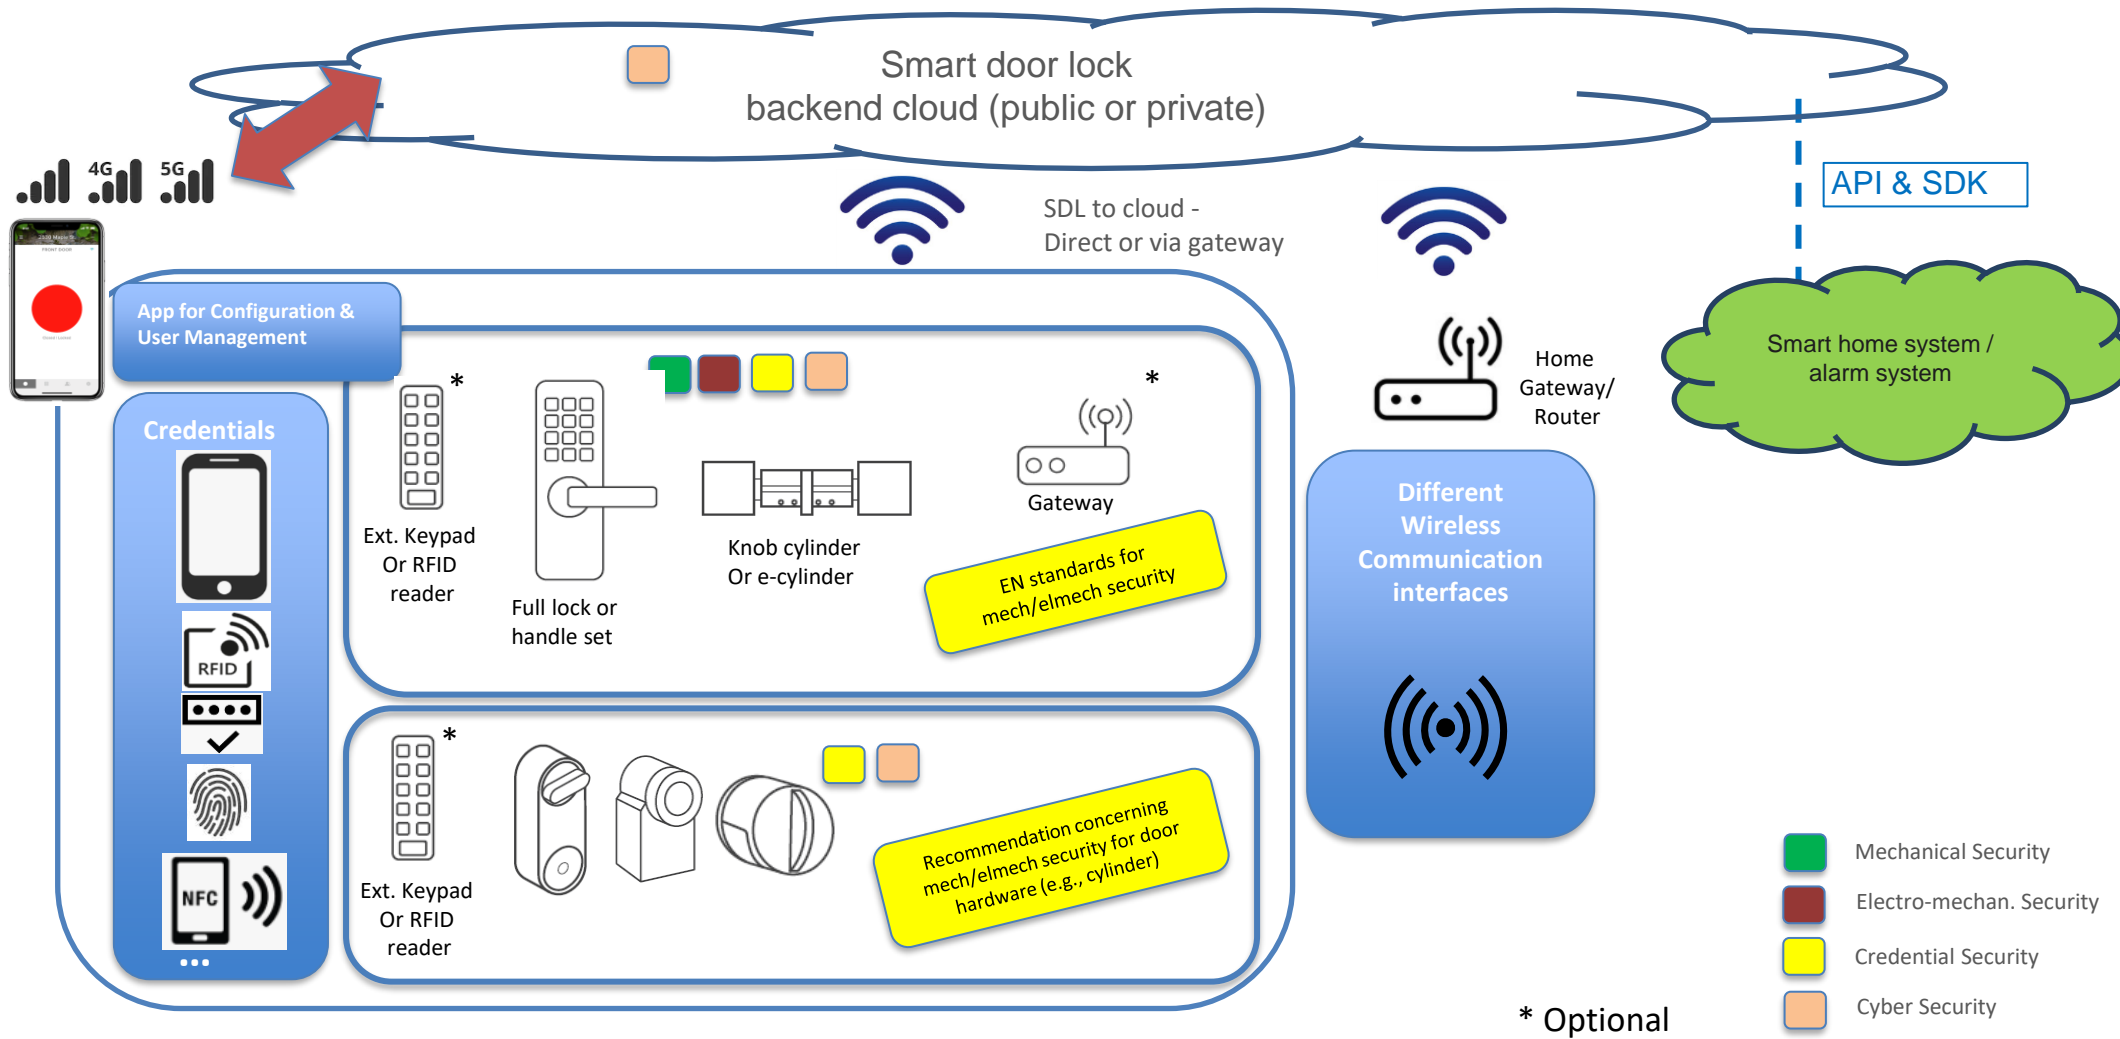 Smart door lock
backend cloud (public or private)
4G
5G
API & SDK
SDL to cloud -
Direct or via gateway
FRONT DOOR
App for Configuration &
User Management
Smart home system /
alarm system
Home
Gateway/
Router
*
*
Credentials
RFID
NFC
...
Ext. Keypad
Or RFID
reader
Full lock or
handle set
Knob cylinder
Or e-cylinder
Gateway
EN standards for
mech/elmech security
Different
Wireless
Communication
interfaces
*
Ext. Keypad
Or RFID
reader
Recommendation concerning
mech/elmech security for door
hardware (e.g., cylinder)
Mechanical Security
Electro-mechan. Security
Credential Security
Cyber Security
* Optional